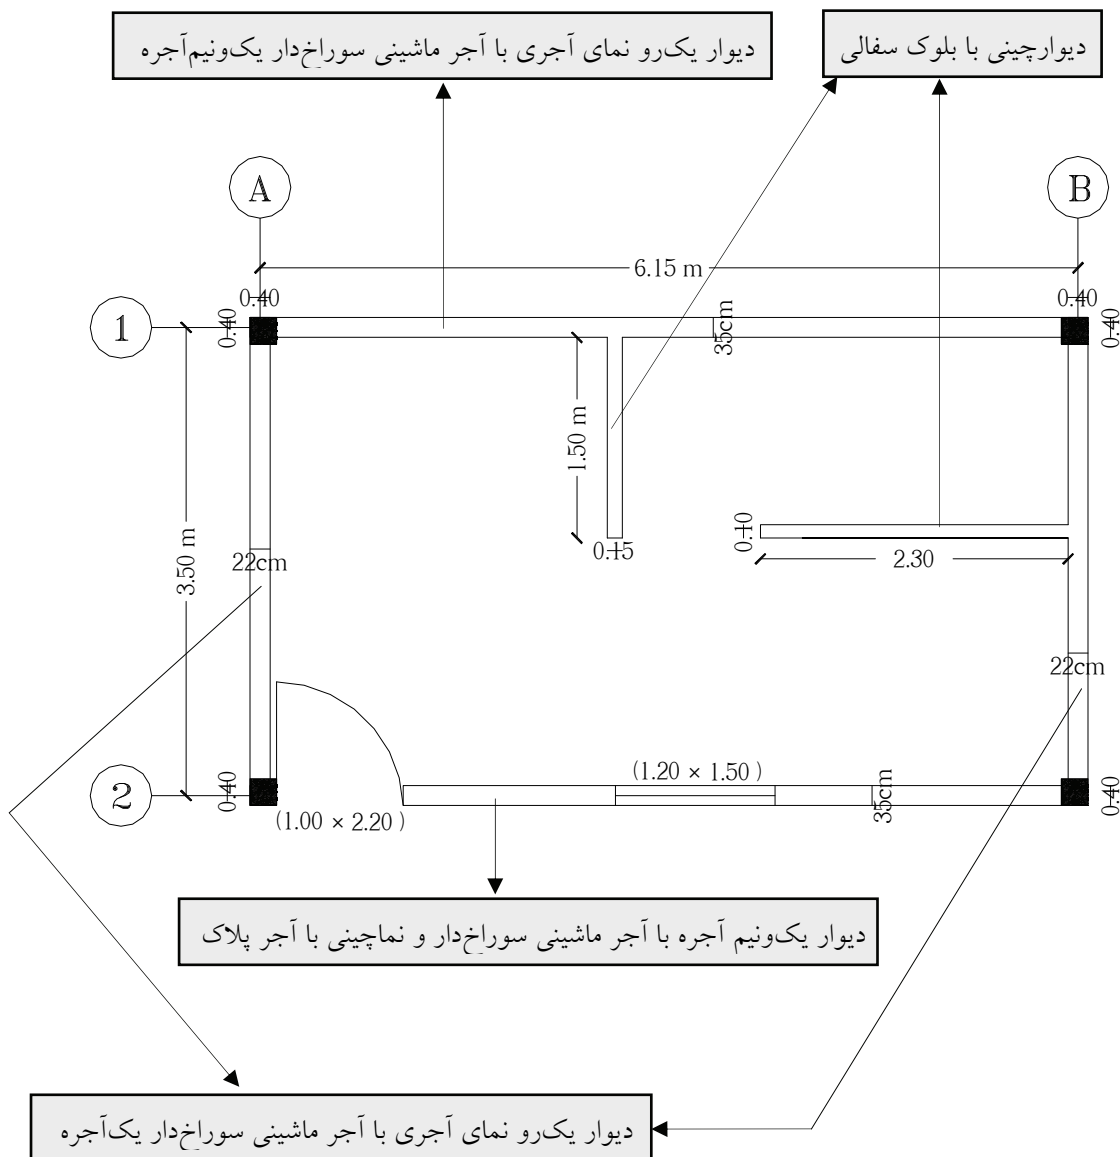 دیوار یک‌رو نمای آجری با آجر ماشینی سوراخ‌دار یک‌ونیم‌آجره
دیوارچینی با بلوک سفالی
A
B
6.15 m
0.40
0.40
1
0.40
35cm
0.40
1.50 m
3.50 m
0.10
0.15
22cm
2.30
22cm
(1.20 × 1.50)
2
0.40
35cm
0.40
(1.00 × 2.20)
دیوار یک‌ونیم آجره با آجر ماشینی سوراخ‌دار و نماچینی با آجر پلاک
دیوار یک‌رو نمای آجری با آجر ماشینی سوراخ‌دار یک‌آجره